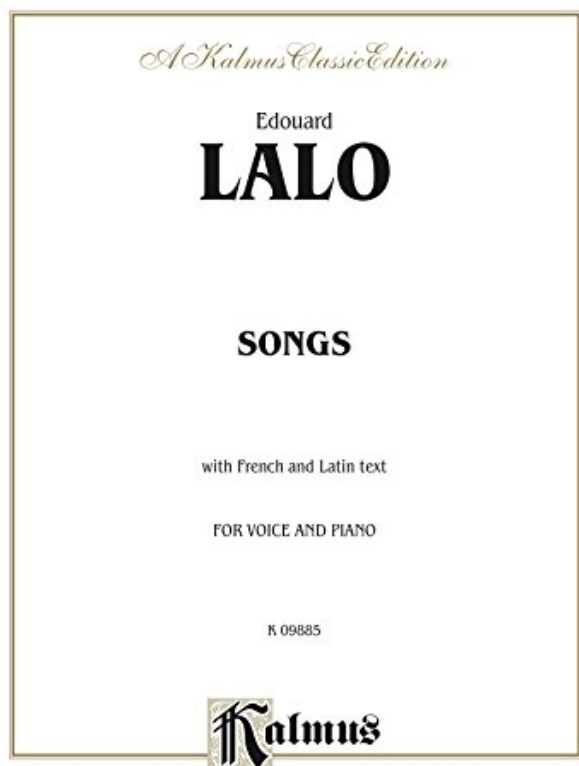 A Kalmus Classic Edition
Edouard
LALO
SONGS
with French and Latin text
FOR VOICE AND PIANO
K 09885
Kalmus